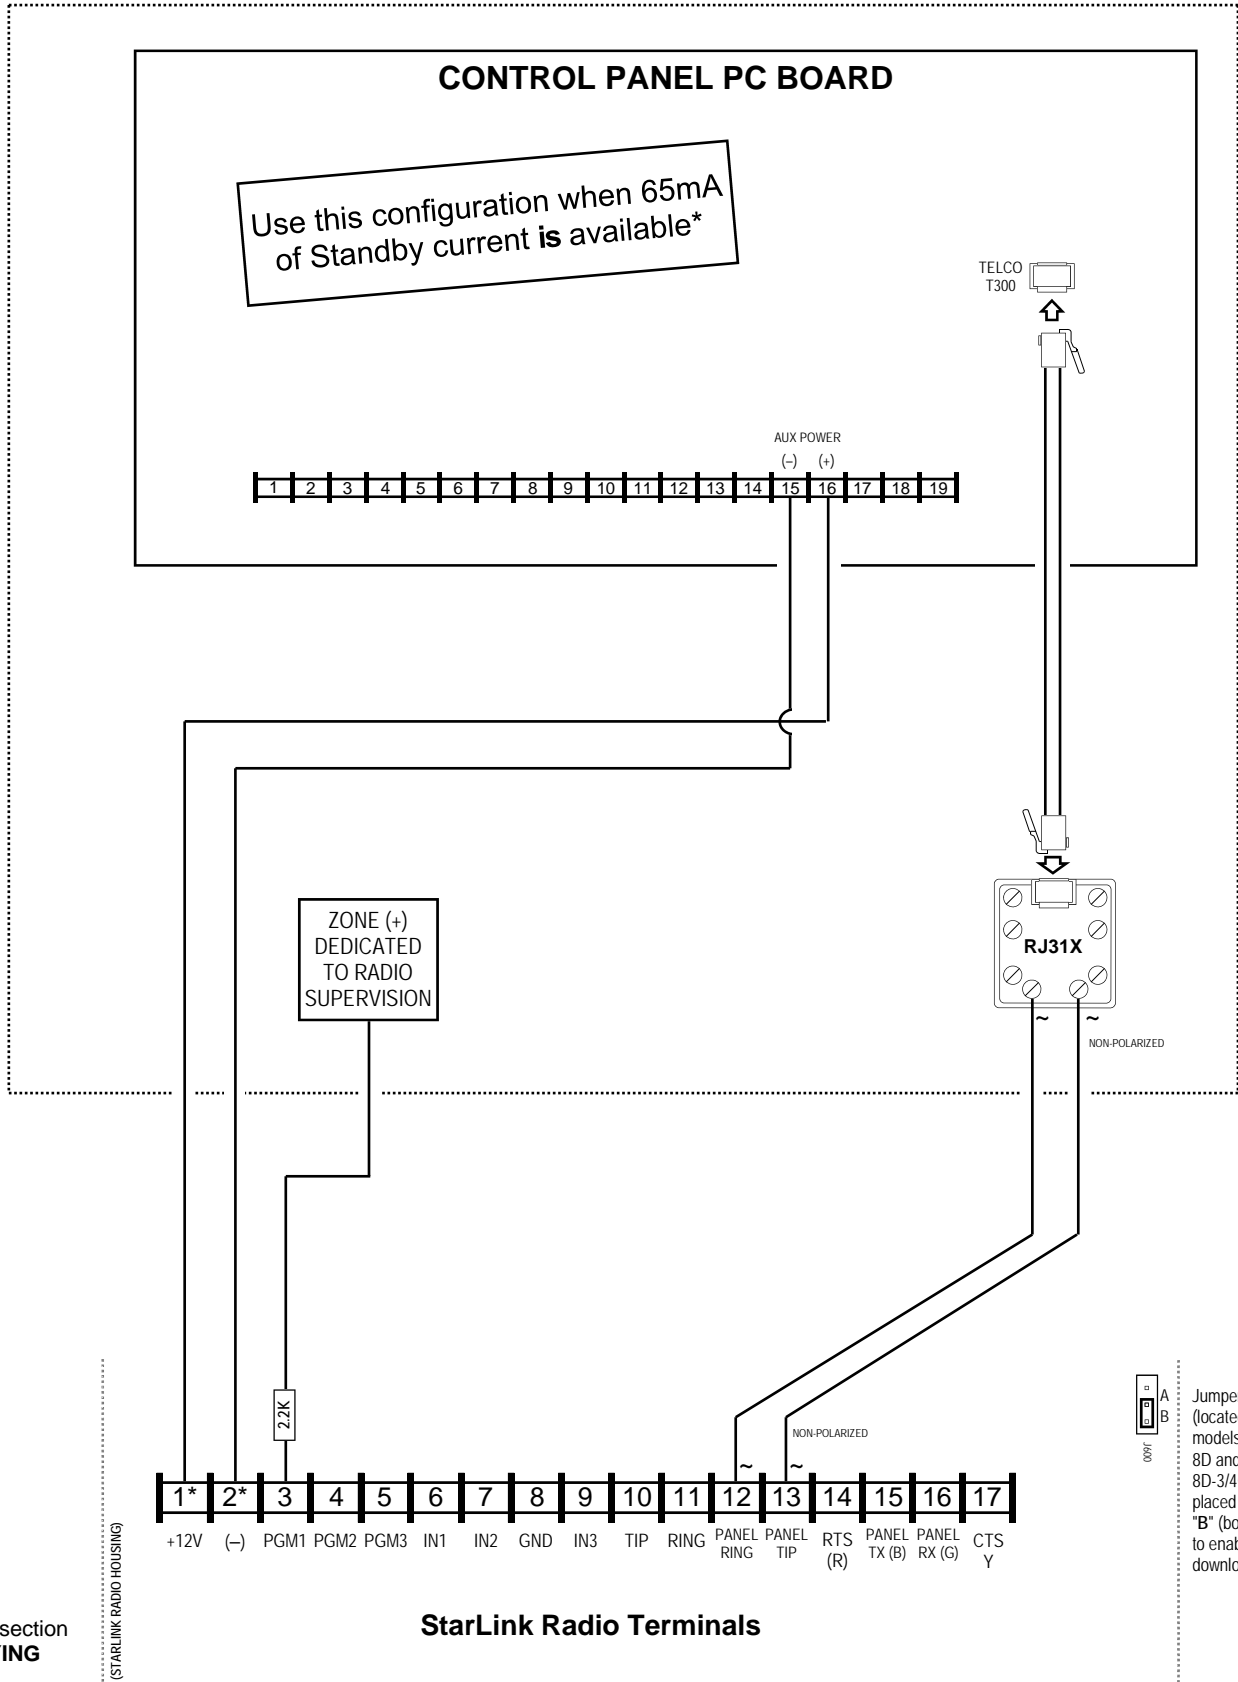 CONTROL PANEL PC BOARD
Use this configuration when 65mA
of Standby current is available*
TELCO
T300
AUX POWER
(–) (+)
1 2 3 4 5 6 7 8 9 10 11 12 13 14 15 16 17 18 19
ZONE (+)
DEDICATED
TO RADIO
SUPERVISION
RJ31X
~ ~
NON-POLARIZED
2.2K
NON-POLARIZED
~ ~
1* 2* 3 4 5 6 7 8 9 10 11 12 13 14 15 16 17
+12V (–) PGM1 PGM2 PGM3 IN1 IN2 GND IN3 TIP RING PANEL RING PANEL TIP RTS (R) PANEL TX (B) PANEL RX (G) CTS Y
StarLink Radio Terminals
(STARLINK RADIO HOUSING)
section
A
B
J600
(located
models
8D and
8D-3/4
placed
"B" (bo
to enab
downlo